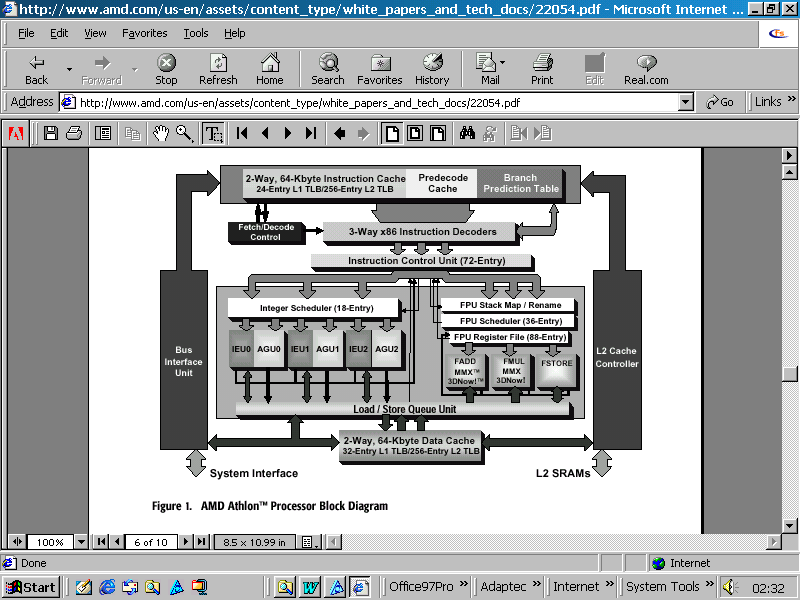 http://www.amd.com/us-en/assets/content_type/white_papers_and_tech_docs/22054.pdf - Microsoft Internet ...
File Edit View Favorites Tools Help
Back Forward Stop Refresh Home Search Favorites History Mail Print Edit Real.com
Address http://www.amd.com/us-en/assets/content_type/white_papers_and_tech_docs/22054.pdf Go Links »
2-Way, 64-Kbyte Instruction Cache
24-Entry L1 TLB/256-Entry L2 TLB
Predecode
Cache
Branch
Prediction Table
Fetch/Decode
Control
3-Way x86 Instruction Decoders
Instruction Control Unit (72-Entry)
Integer Scheduler (18-Entry)
FPU Stack Map / Rename
FPU Scheduler (36-Entry)
FPU Register File (88-Entry)
Bus
Interface
Unit
IEU0 AGU0 IEU1 AGU1 IEU2 AGU2
FADD
MMX™
3DNow!™
FMUL
MMX
3DNow!
FSTORE
L2 Cache
Controller
Load / Store Queue Unit
2-Way, 64-Kbyte Data Cache
32-Entry L1 TLB/256-Entry L2 TLB
System Interface
L2 SRAMs
Figure 1. AMD Athlon™ Processor Block Diagram
100% 6 of 10 8.5 x 10.99 in
Done Internet
Start Office97Pro » Adaptec » Internet » System Tools » 02:32